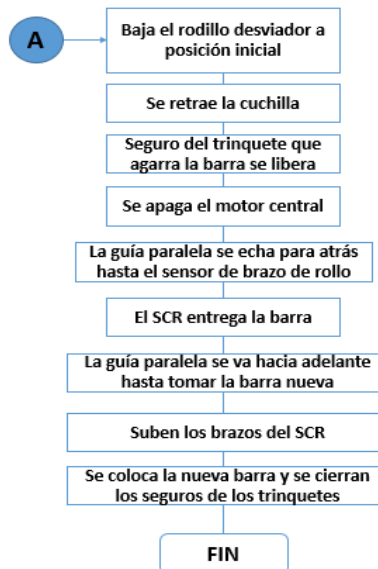 A
Baja el rodillo desviador a
posición inicial
Se retrae la cuchilla
Seguro del trinquete que
agarra la barra se libera
Se apaga el motor central
La guía paralela se echa para atrás
hasta el sensor de brazo de rollo
El SCR entrega la barra
La guía paralela se va hacia adelante
hasta tomar la barra nueva
Suben los brazos del SCR
Se coloca la nueva barra y se cierran
los seguros de los trinquetes
FIN